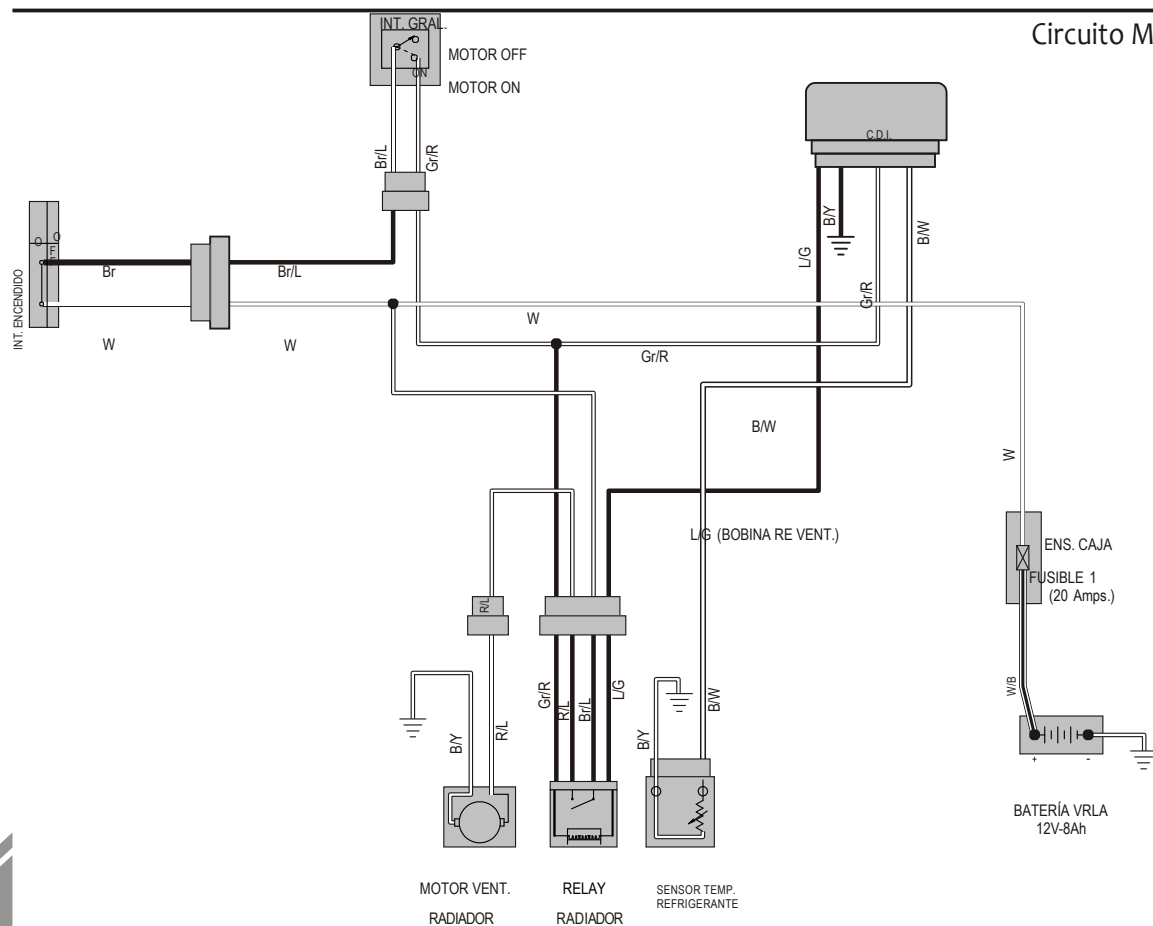 Circuito M
INT. GRAL.
MOTOR OFF
ON
MOTOR ON
C.D.I.
Br/L
Gr/R
B/Y
B/W
L/G
O
O
F
Br
Br/L
Gr/R
INT. ENCENDIDO
W
W
W
Gr/R
B/W
W
L/G (BOBINA RE VENT.)
ENS. CAJA
FUSIBLE 1
(20 Amps.)
R/L
W/B
Gr/R
R/L
Br/L
L/G
B/W
B/Y
R/L
B/Y
+
-
BATERÍA VRLA
12V-8Ah
MOTOR VENT.
RADIADOR
RELAY
RADIADOR
SENSOR TEMP.
REFRIGERANTE